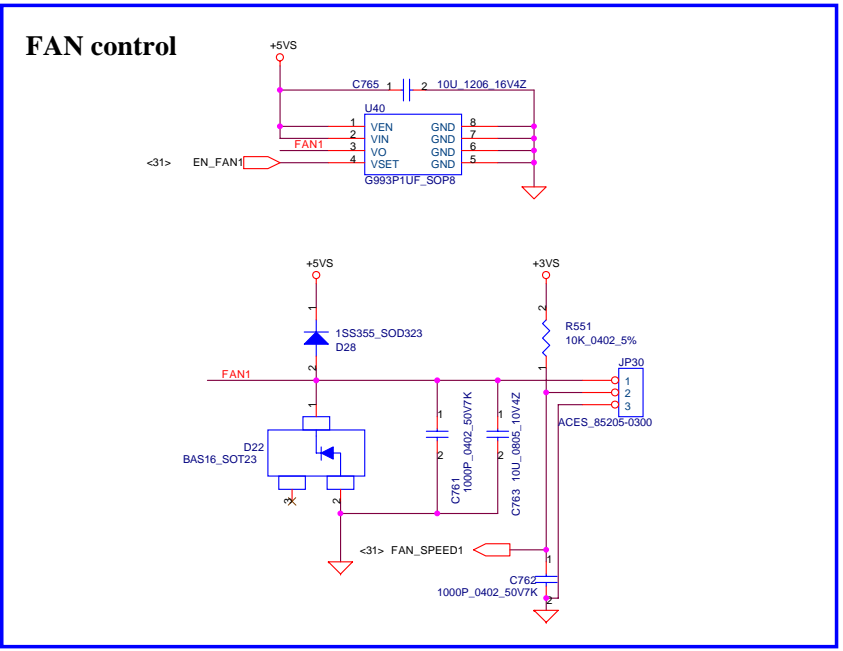 FAN control
+5VS
C765 1 2 10U_1206_16V4Z
U40
1 VEN GND 8
2 VIN GND 7
FAN1 3 VO GND 6
<31> EN_FAN1 4 VSET GND 5
G993P1UF_SOP8
+5VS
+3VS
1
2
1SS355_SOD323
D28
2
R551
10K_0402_5%
1
FAN1
JP30
1
2
3
ACES_85205-0300
1
D22
BAS16_SOT23
3
2
1
2
C761
1000P_0402_50V7K
1
2
C763
10U_0805_10V4Z
<31> FAN_SPEED1
1
C762
1000P_0402_50V7K
2